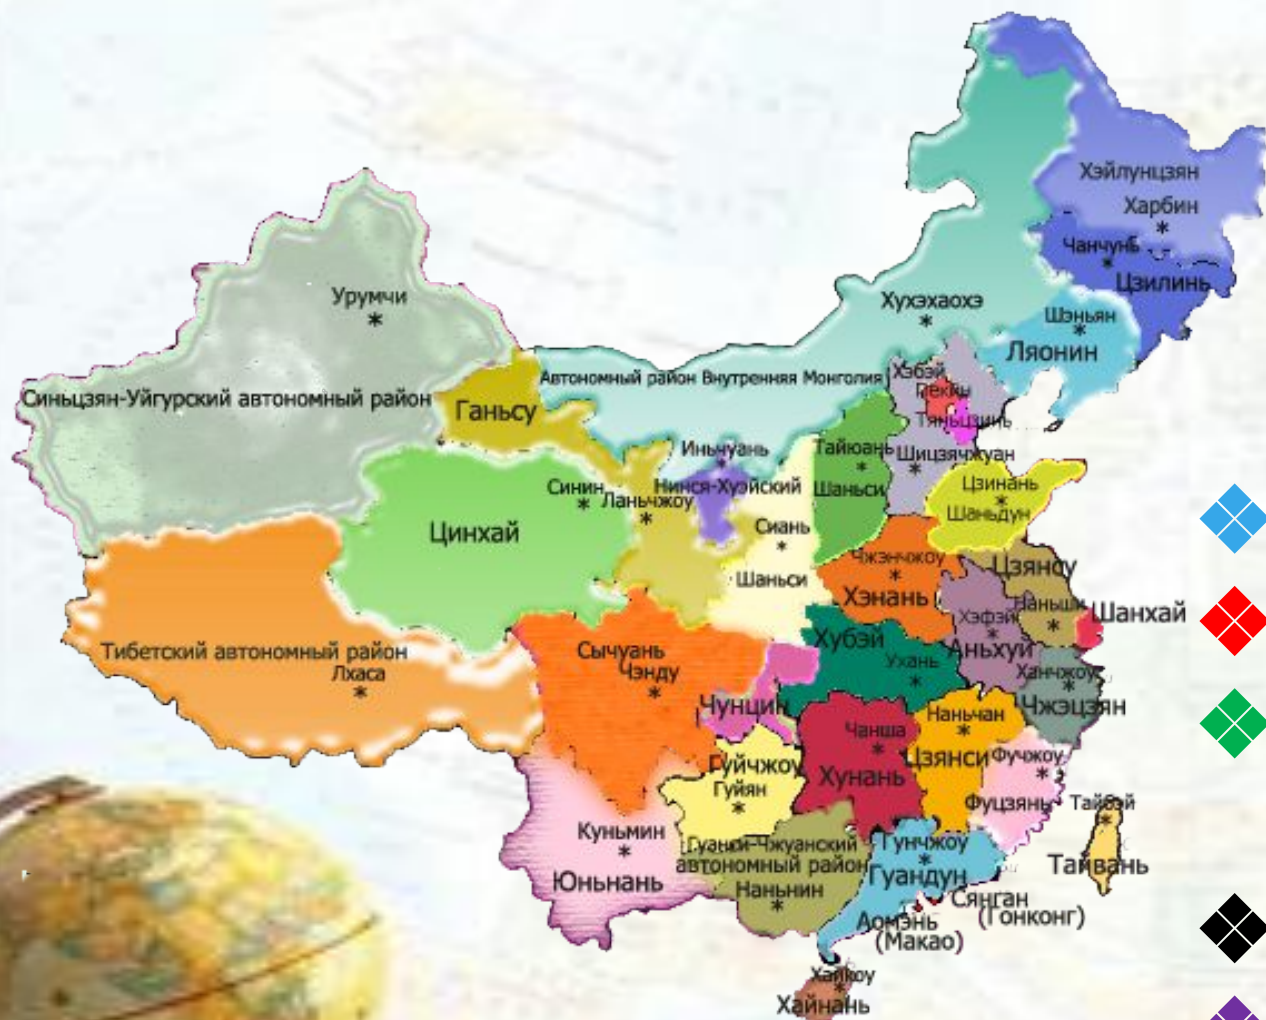 Хэйлунцзян
Харбин
Чанчунь
Цзилинь
Урумчи
Хухэхаохэ
Шэньян
Ляонин
Синьцзян-Уйгурский автономный район
Автономный район Внутренняя Монголия
Хэбэй
Ганьсу
Тяньцзинь
Иньчуань
Тайюань
Шицзячжуан
Синин
Ланьчжоу
Нинся-Хуэйский
Шаньси
Цзинань
Шаньдун
Цинхай
Сиань
Шаньси
Чжэнчжоу
Хэнань
Цзянсу
Хэфэй
Шанхай
Тибетский автономный район
Лхаса
Сычуань
Чэнду
Хубэй
Ухань
Аньхуй
Ханчжоу
Чунцин
Чжэцзян
Чанша
Наньчан
Гуйчжоу
Гуйян
Хунань
Цзянси
Фучжоу
Фуцзянь
Тайбэй
Тайвань
Куньмин
Юньнань
Гуанси-Чжуанский
автономный район
Наньнин
Гунчжоу
Гуандун
Сянган
(Гонконг)
Аомэнь
(Макао)
Хайкоу
Хайнань